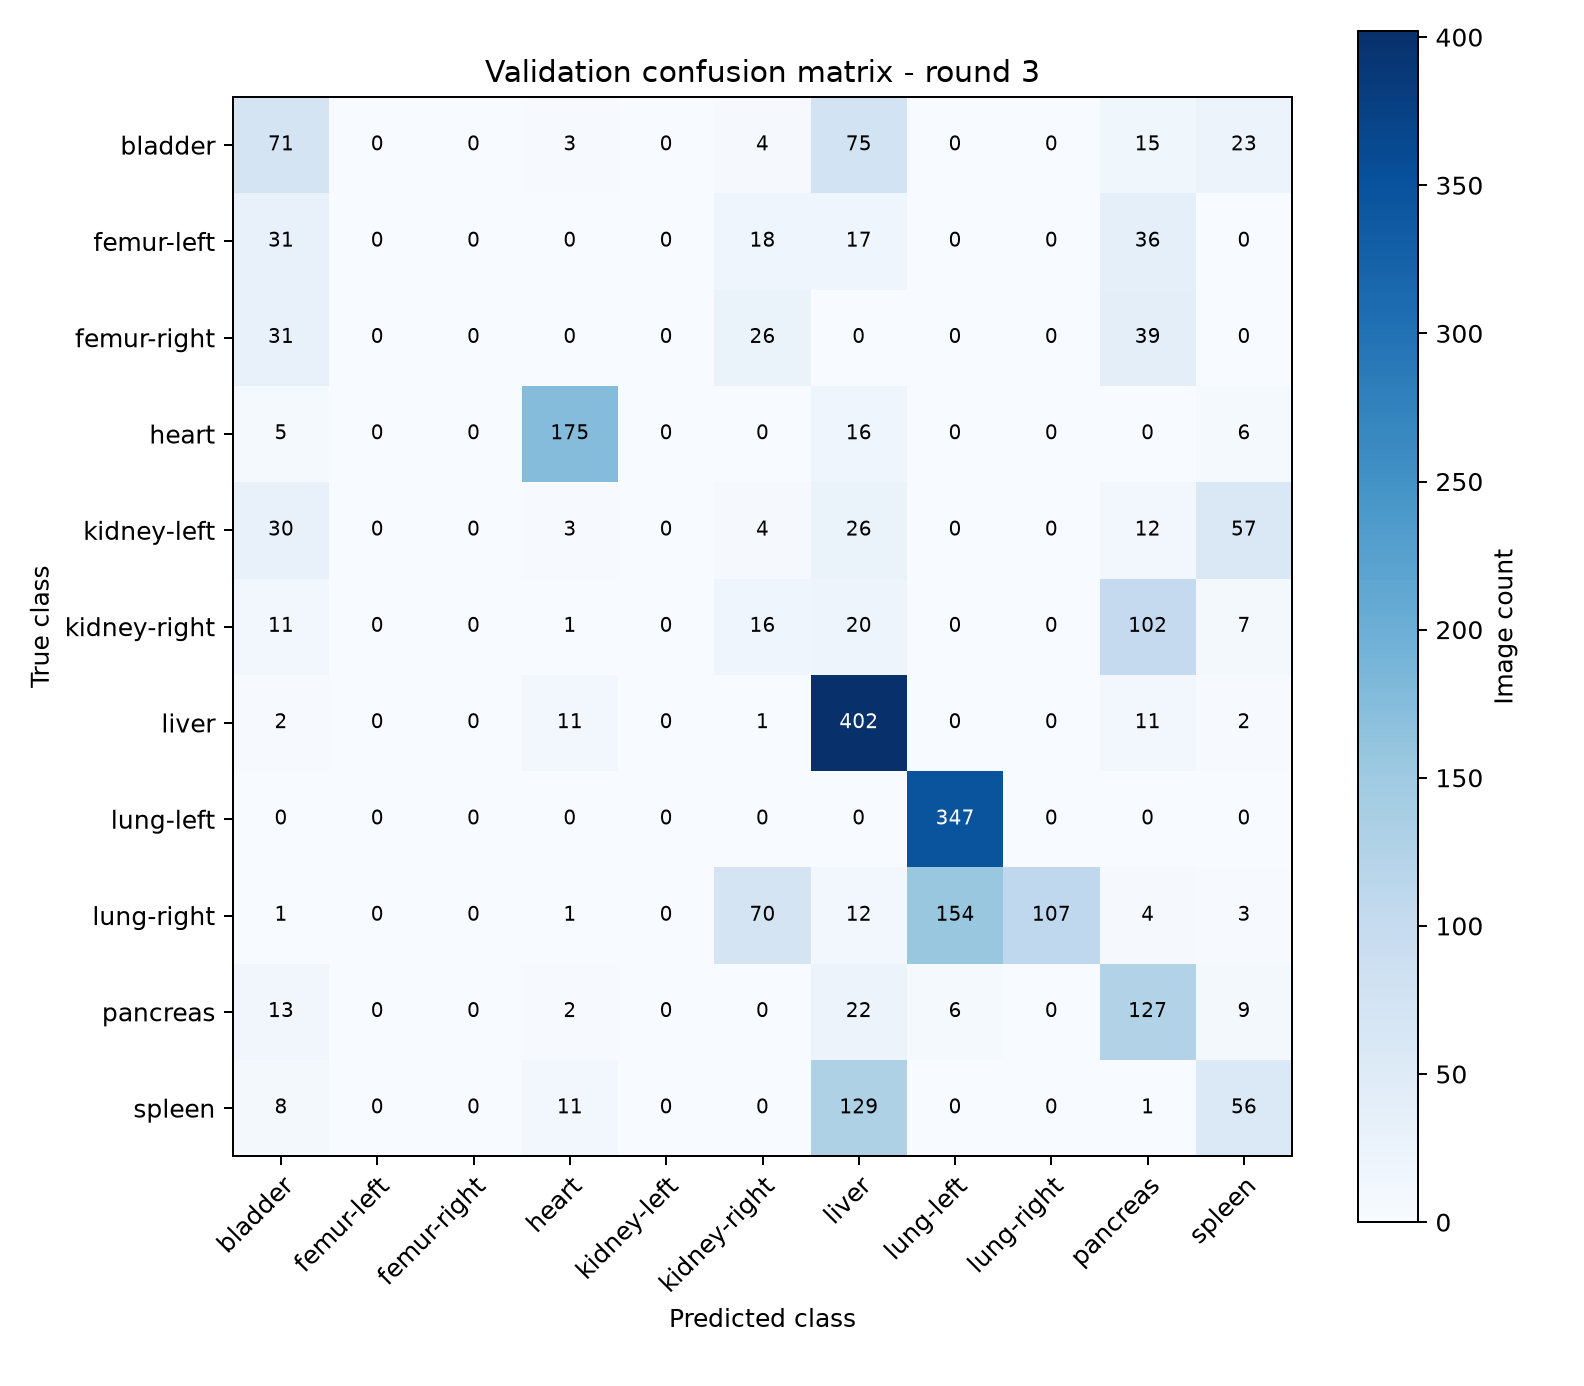 Validation confusion matrix - round 3
True class
bladder 71 0 0 3 0 4 75 0 0 15 23
femur-left 31 0 0 0 0 18 17 0 0 36 0
femur-right 31 0 0 0 0 26 0 0 0 39 0
heart 5 0 0 175 0 0 16 0 0 0 6
kidney-left 30 0 0 3 0 4 26 0 0 12 57
kidney-right 11 0 0 1 0 16 20 0 0 102 7
liver 2 0 0 11 0 1 402 0 0 11 2
lung-left 0 0 0 0 0 0 0 347 0 0 0
lung-right 1 0 0 1 0 70 12 154 107 4 3
pancreas 13 0 0 2 0 0 22 6 0 127 9
spleen 8 0 0 11 0 0 129 0 0 1 56
bladder femur-left femur-right heart kidney-left kidney-right liver lung-left lung-right pancreas spleen
Predicted class
400
350
300
250
200
150
100
50
0
Image count